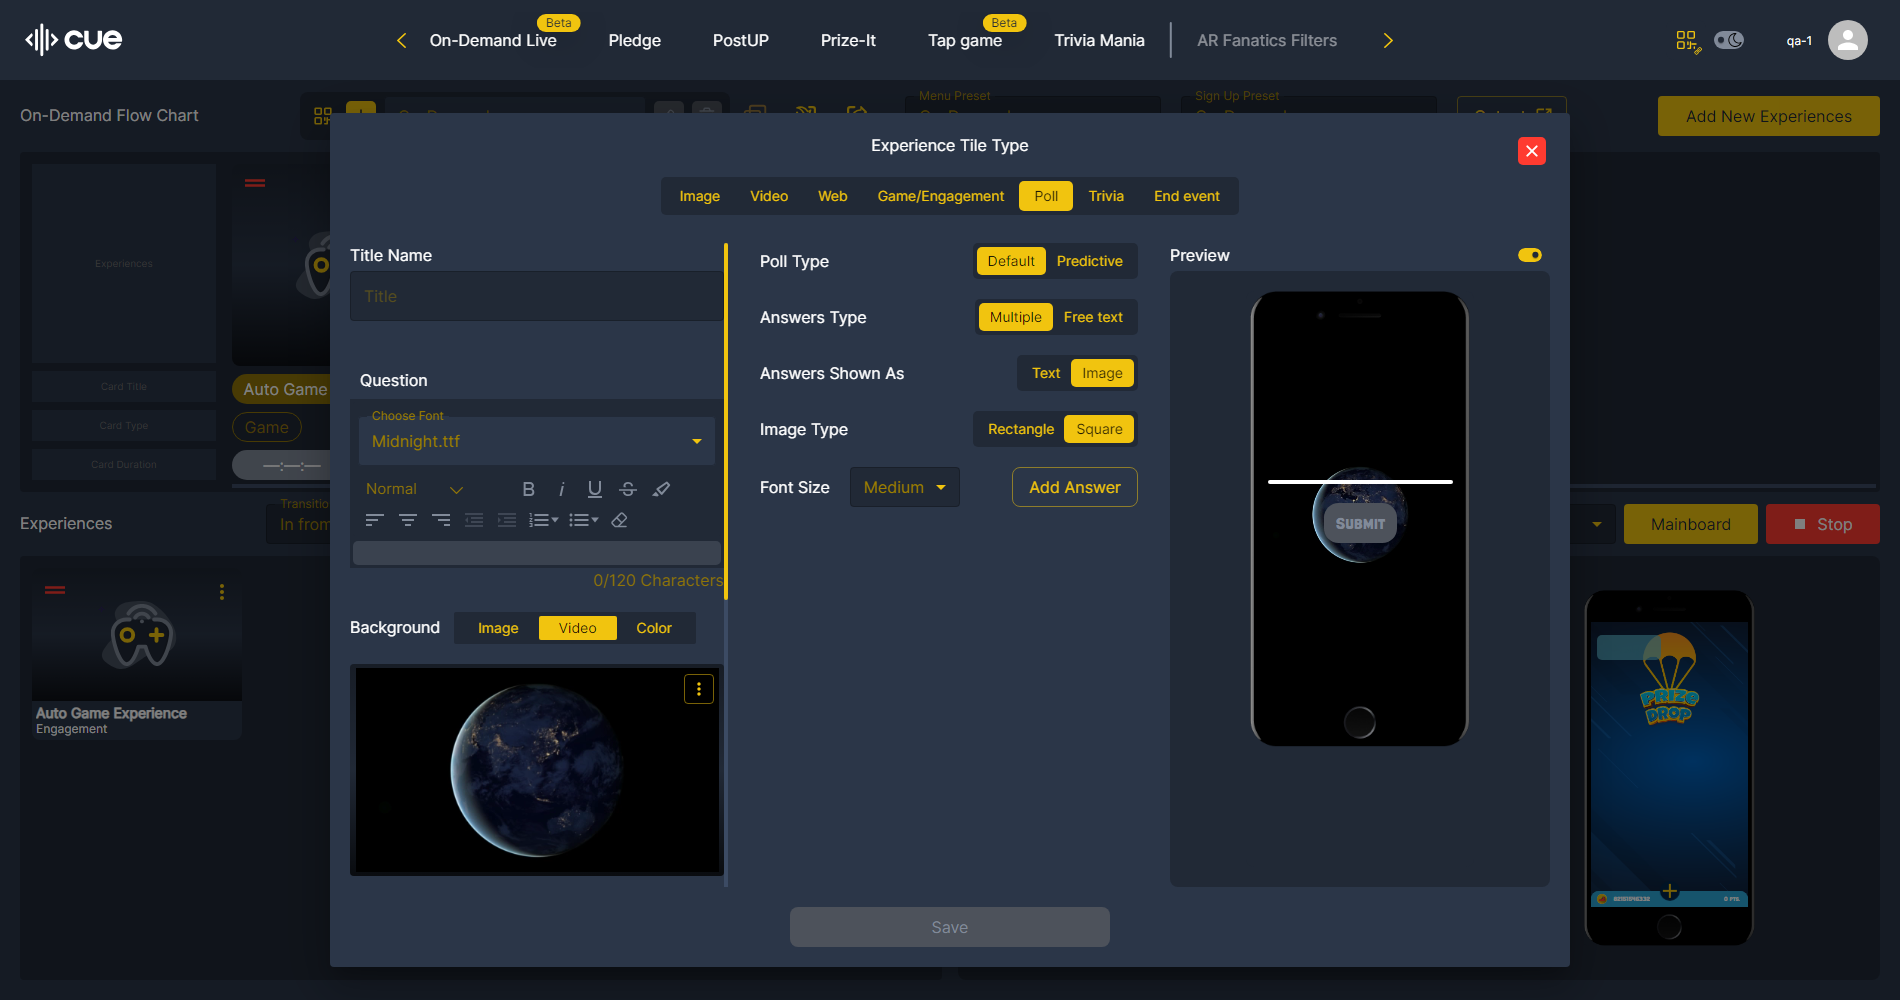 cue
On-Demand Live
Beta
Pledge
PostUP
Prize-It
Tap game
Beta
Trivia Mania
AR Fanatics Filters
qa-1
On-Demand Flow Chart
Menu Preset
Sign Up Preset
Add New Experiences
Experience Tile Type
Image
Video
Web
Game/Engagement
Poll
Trivia
End event
Experiences
Card Title
Card Type
Card Duration
Auto Game
Game
—:—:—
Title Name
Title
Question
Choose Font
Midnight.ttf
Normal
0/120 Characters
Background
Image
Video
Color
Poll Type
Default
Predictive
Answers Type
Multiple
Free text
Answers Shown As
Text
Image
Image Type
Rectangle
Square
Font Size
Medium
Add Answer
Preview
SUBMIT
Save
Experiences
Transitio
In from
Mainboard
Stop
Auto Game Experience
Engagement
PRIZE
DROP
0 PTS.